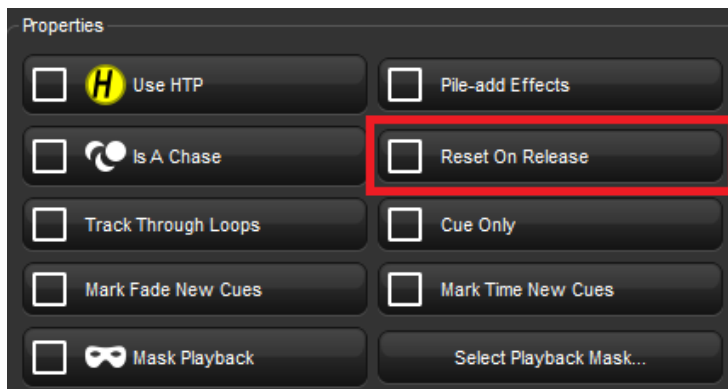 Properties
H Use HTP
Pile-add Effects
Is A Chase
Reset On Release
Track Through Loops
Cue Only
Mark Fade New Cues
Mark Time New Cues
Mask Playback
Select Playback Mask...